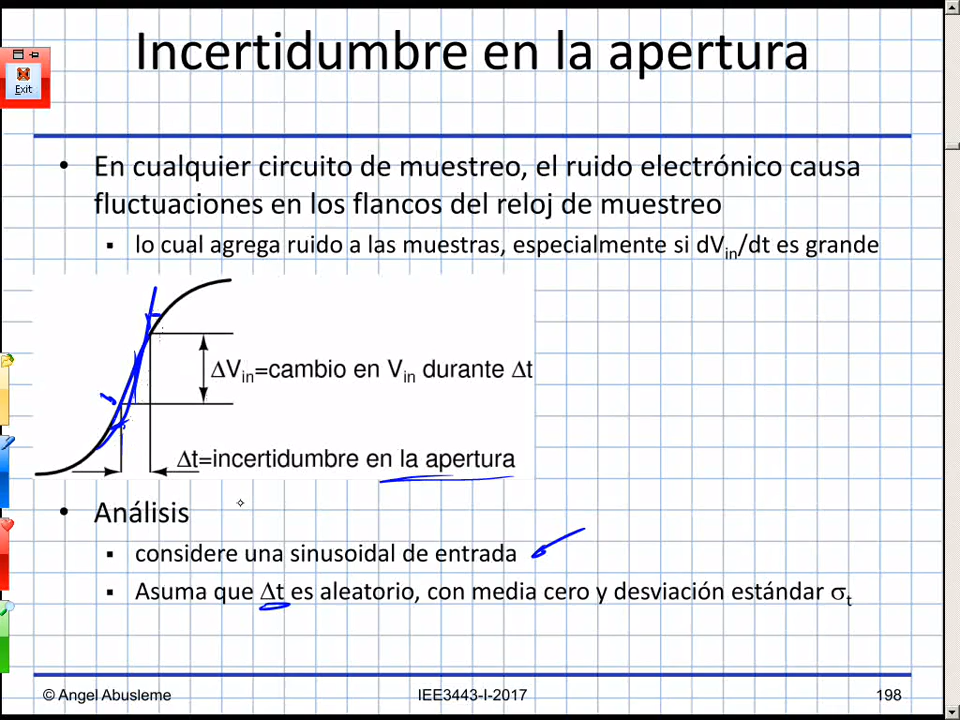 Incertidumbre en la apertura
Exit
• En cualquier circuito de muestreo, el ruido electrónico causa
fluctuaciones en los flancos del reloj de muestreo
▪ lo cual agrega ruido a las muestras, especialmente si dVin/dt es grande
ΔVin=cambio en Vin durante Δt
Δt=incertidumbre en la apertura
• Análisis
▪ considere una sinusoidal de entrada
▪ Asuma que Δt es aleatorio, con media cero y desviación estándar σt
© Angel Abusleme
IEE3443-I-2017
198